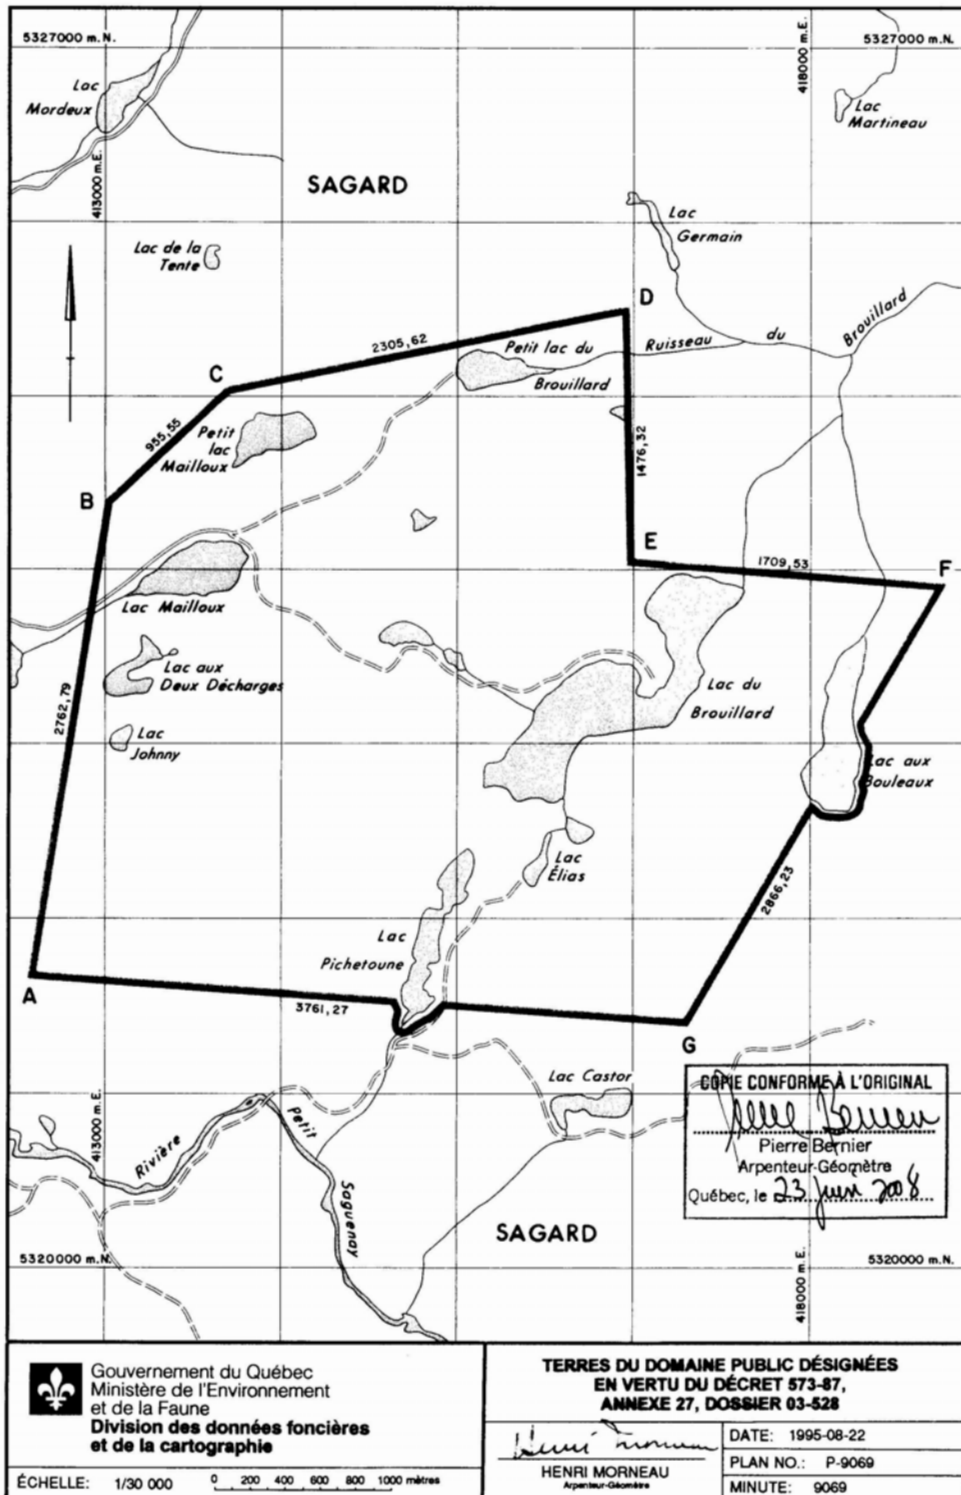 5327000 m.N.
5327000 m.N.
418000 m.E.
Lac
Mordeux
Lac
Martineau
413000 m.E.
SAGARD
Lac
Germain
Lac de la
Tente
D
Brouillard
2305,62
Petit lac du
Ruisseau
du
C
Brouillard
955,55
Petit
lac
Mailloux
1476,32
B
E
1709,53
F
Lac Mailloux
Lac aux
Deux Décharges
Lac du
Brouillard
2762,79
Lac
Johnny
Lac aux
Bouleaux
Lac
Élias
2866,23
Lac
Pichetoune
A
3761,27
G
Lac Castor
COPIE CONFORME À L'ORIGINAL
Pierre Bernier
Arpenteur-Géomètre
Québec, le 23 juin 2008
413000 m.E.
Rivière
Petit
Saguenay
SAGARD
5320000 m.N.
5320000 m.N.
418000 m.E.
Gouvernement du Québec
Ministère de l'Environnement
et de la Faune
Division des données foncières
et de la cartographie
ÉCHELLE: 1/30 000
0 200 400 600 800 1000 mètres
TERRES DU DOMAINE PUBLIC DÉSIGNÉES
EN VERTU DU DÉCRET 573-87,
ANNEXE 27, DOSSIER 03-528
Henri Morneau
HENRI MORNEAU
Arpenteur-Géomètre
DATE: 1995-08-22
PLAN NO.: P-9069
MINUTE: 9069